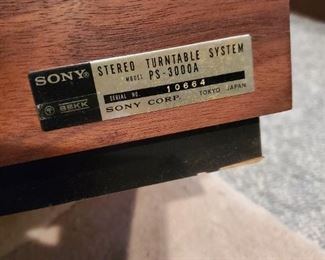 SONY® STEREO TURNTABLE SYSTEM
MODEL PS-3000A
SERIAL NO. 10664
SONY CORP. TOKYO JAPAN